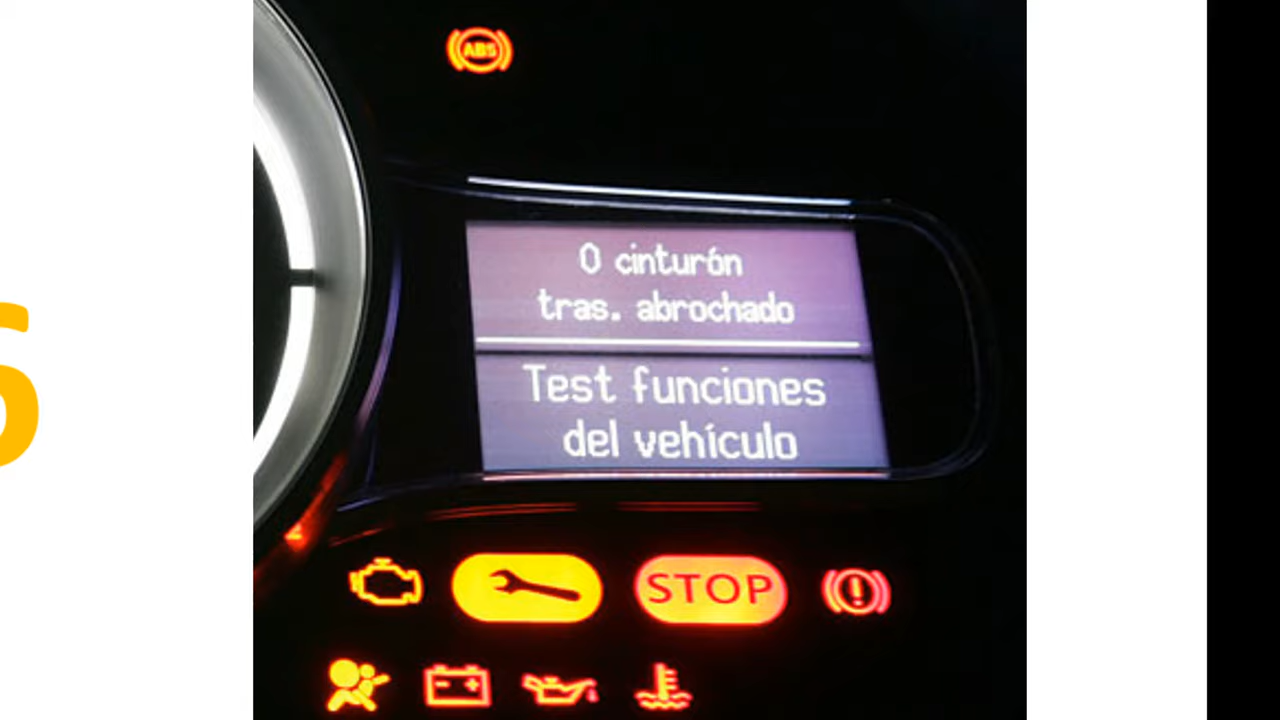 ABS
0 cinturón
tras. abrochado
Test funciones
del vehículo
STOP